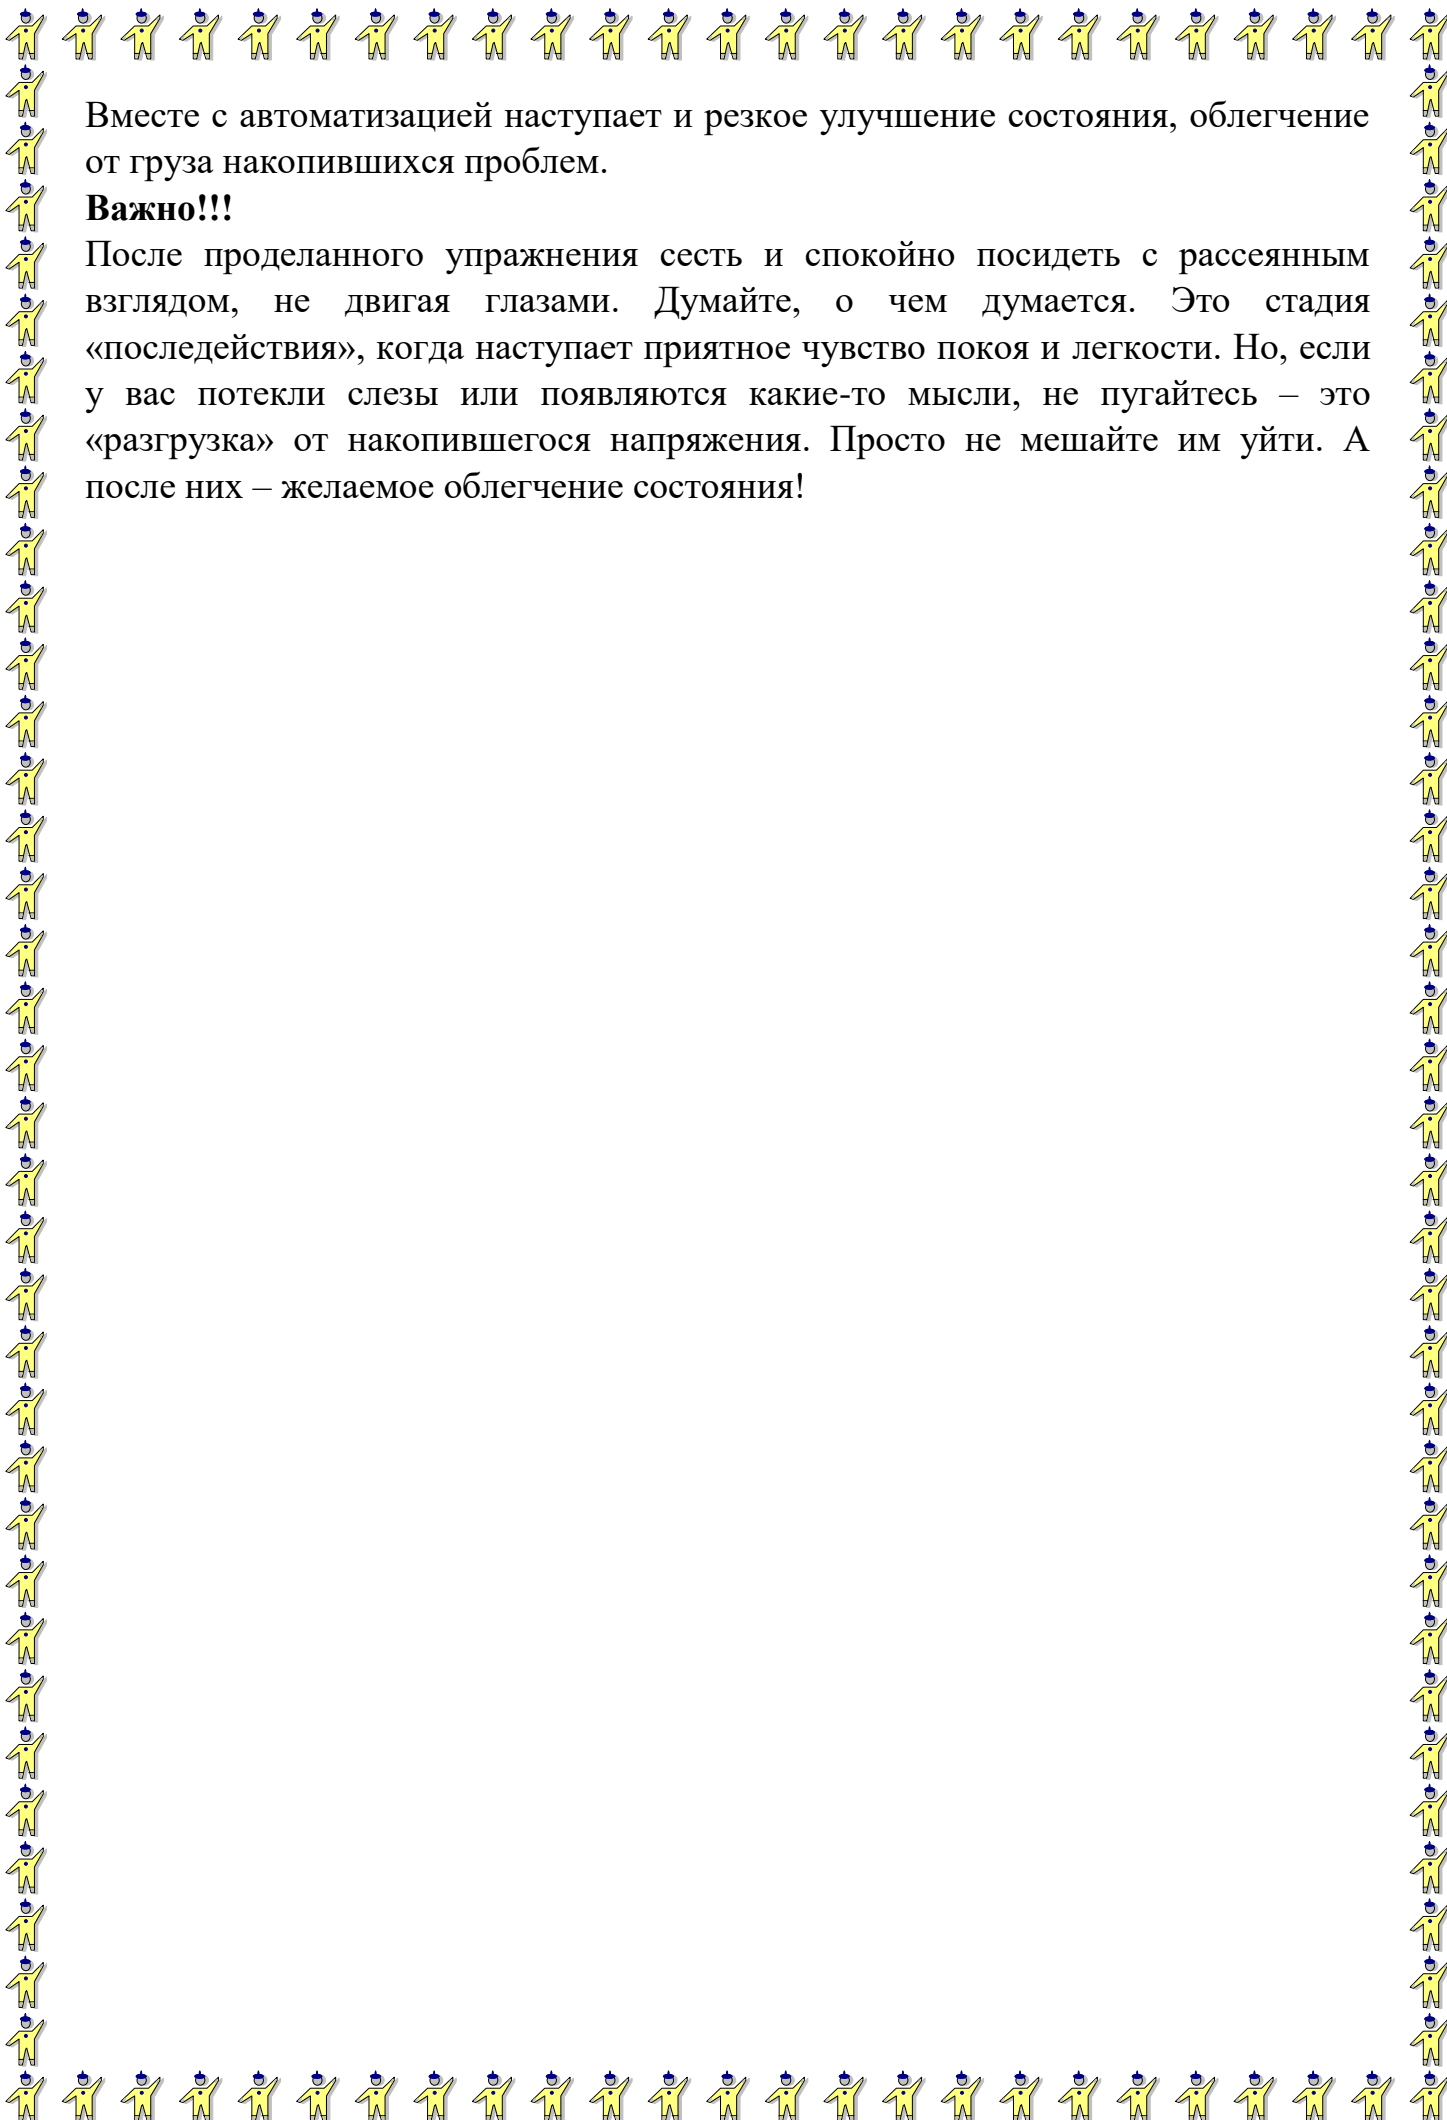 Вместе с автоматизацией наступает и резкое улучшение состояния, облегчение
от груза накопившихся проблем.
Важно!!!
После проделанного упражнения сесть и спокойно посидеть с рассеянным
взглядом, не двигая глазами. Думайте, о чем думается. Это стадия
«последействия», когда наступает приятное чувство покоя и легкости. Но, если
у вас потекли слезы или появляются какие-то мысли, не пугайтесь – это
«разгрузка» от накопившегося напряжения. Просто не мешайте им уйти. А
после них – желаемое облегчение состояния!